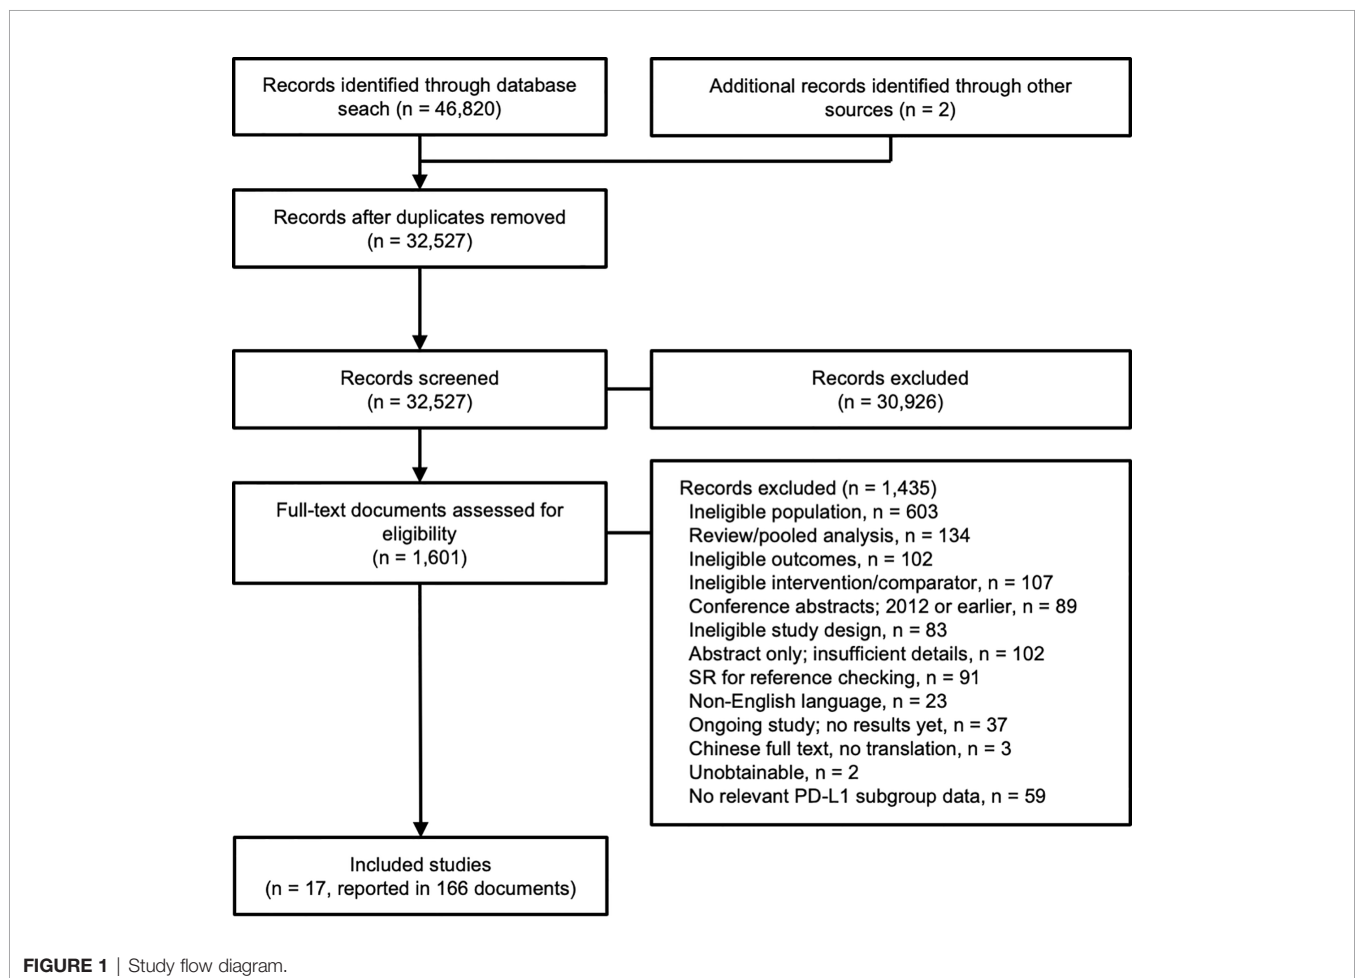 Records identified through database
seach (n = 46,820)
Additional records identified through other
sources (n = 2)
Records after duplicates removed
(n = 32,527)
Records screened
(n = 32,527)
Records excluded
(n = 30,926)
Full-text documents assessed for
eligibility
(n = 1,601)
Records excluded (n = 1,435)
Ineligible population, n = 603
Review/pooled analysis, n = 134
Ineligible outcomes, n = 102
Ineligible intervention/comparator, n = 107
Conference abstracts; 2012 or earlier, n = 89
Ineligible study design, n = 83
Abstract only; insufficient details, n = 102
SR for reference checking, n = 91
Non-English language, n = 23
Ongoing study; no results yet, n = 37
Chinese full text, no translation, n = 3
Unobtainable, n = 2
No relevant PD-L1 subgroup data, n = 59
Included studies
(n = 17, reported in 166 documents)
FIGURE 1 | Study flow diagram.